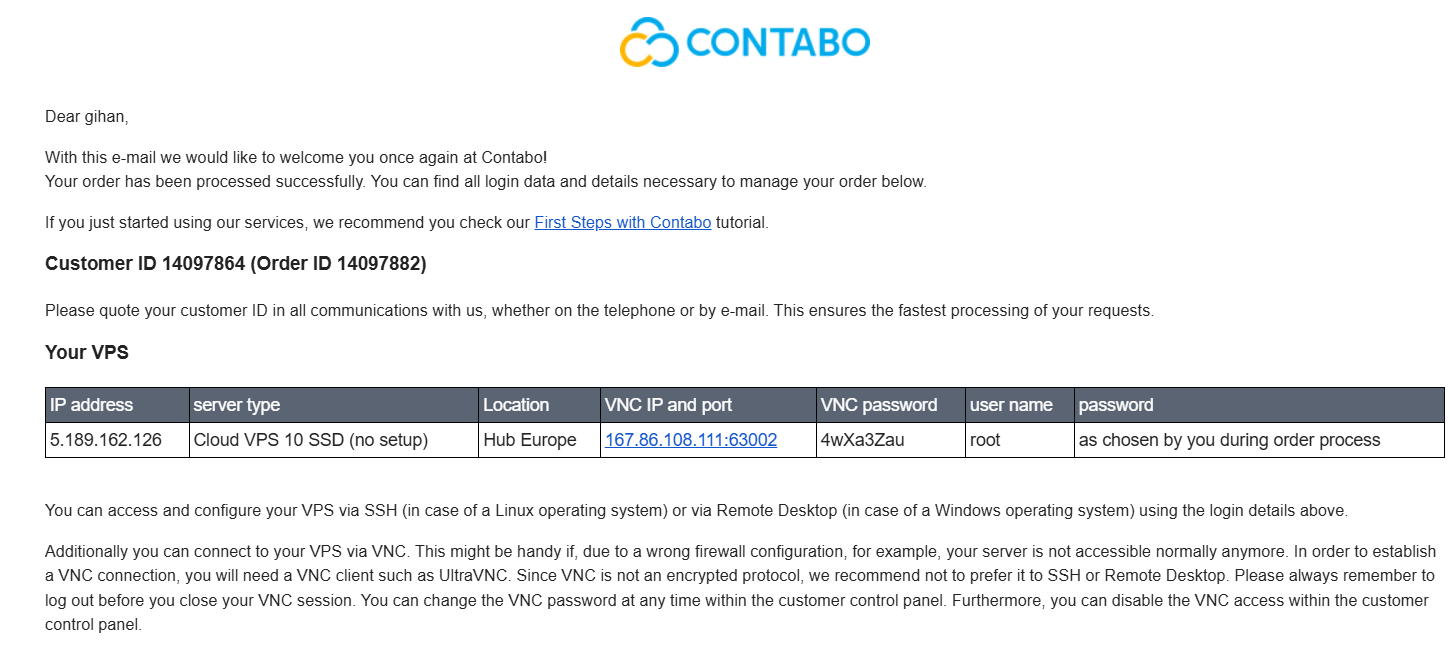 CONTABO
Dear gihan,
With this e-mail we would like to welcome you once again at Contabo!
Your order has been processed successfully. You can find all login data and details necessary to manage your order below.
If you just started using our services, we recommend you check our First Steps with Contabo tutorial.
Customer ID 14097864 (Order ID 14097882)
Please quote your customer ID in all communications with us, whether on the telephone or by e-mail. This ensures the fastest processing of your requests.
Your VPS
IP address server type Location VNC IP and port VNC password user name password
5.189.162.126 Cloud VPS 10 SSD (no setup) Hub Europe 167.86.108.111:63002 4wXa3Zau root as chosen by you during order process
You can access and configure your VPS via SSH (in case of a Linux operating system) or via Remote Desktop (in case of a Windows operating system) using the login details above.
Additionally you can connect to your VPS via VNC. This might be handy if, due to a wrong firewall configuration, for example, your server is not accessible normally anymore. In order to establish
a VNC connection, you will need a VNC client such as UltraVNC. Since VNC is not an encrypted protocol, we recommend not to prefer it to SSH or Remote Desktop. Please always remember to
log out before you close your VNC session. You can change the VNC password at any time within the customer control panel. Furthermore, you can disable the VNC access within the customer
control panel.